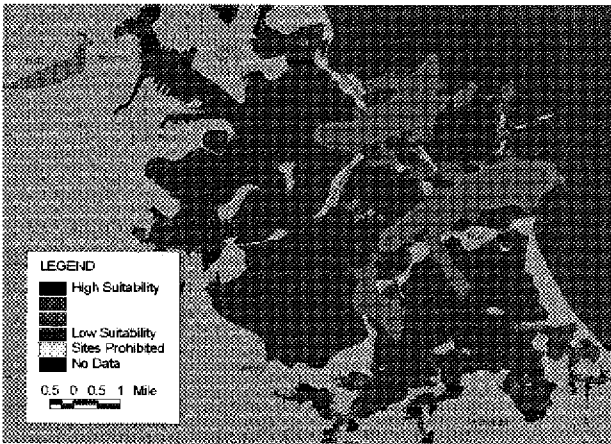 LEGEND
High Suitability
Low Suitability
Sites Prohibited
No Data
0.5 0 0.5 1 Mile